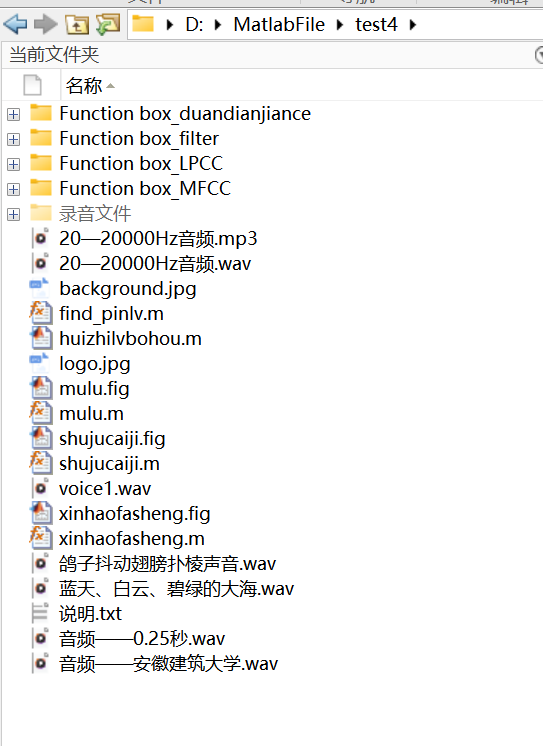 D: MatlabFile test4
当前文件夹
名称
Function box_duandianjiance
Function box_filter
Function box_LPCC
Function box_MFCC
录音文件
20—20000Hz音频.mp3
20—20000Hz音频.wav
background.jpg
find_pinlv.m
huizhilvbohou.m
logo.jpg
mulu.fig
mulu.m
shujucaiji.fig
shujucaiji.m
voice1.wav
xinhaofasheng.fig
xinhaofasheng.m
鸽子抖动翅膀扑棱声音.wav
蓝天、白云、碧绿的大海.wav
说明.txt
音频——0.25秒.wav
音频——安徽建筑大学.wav